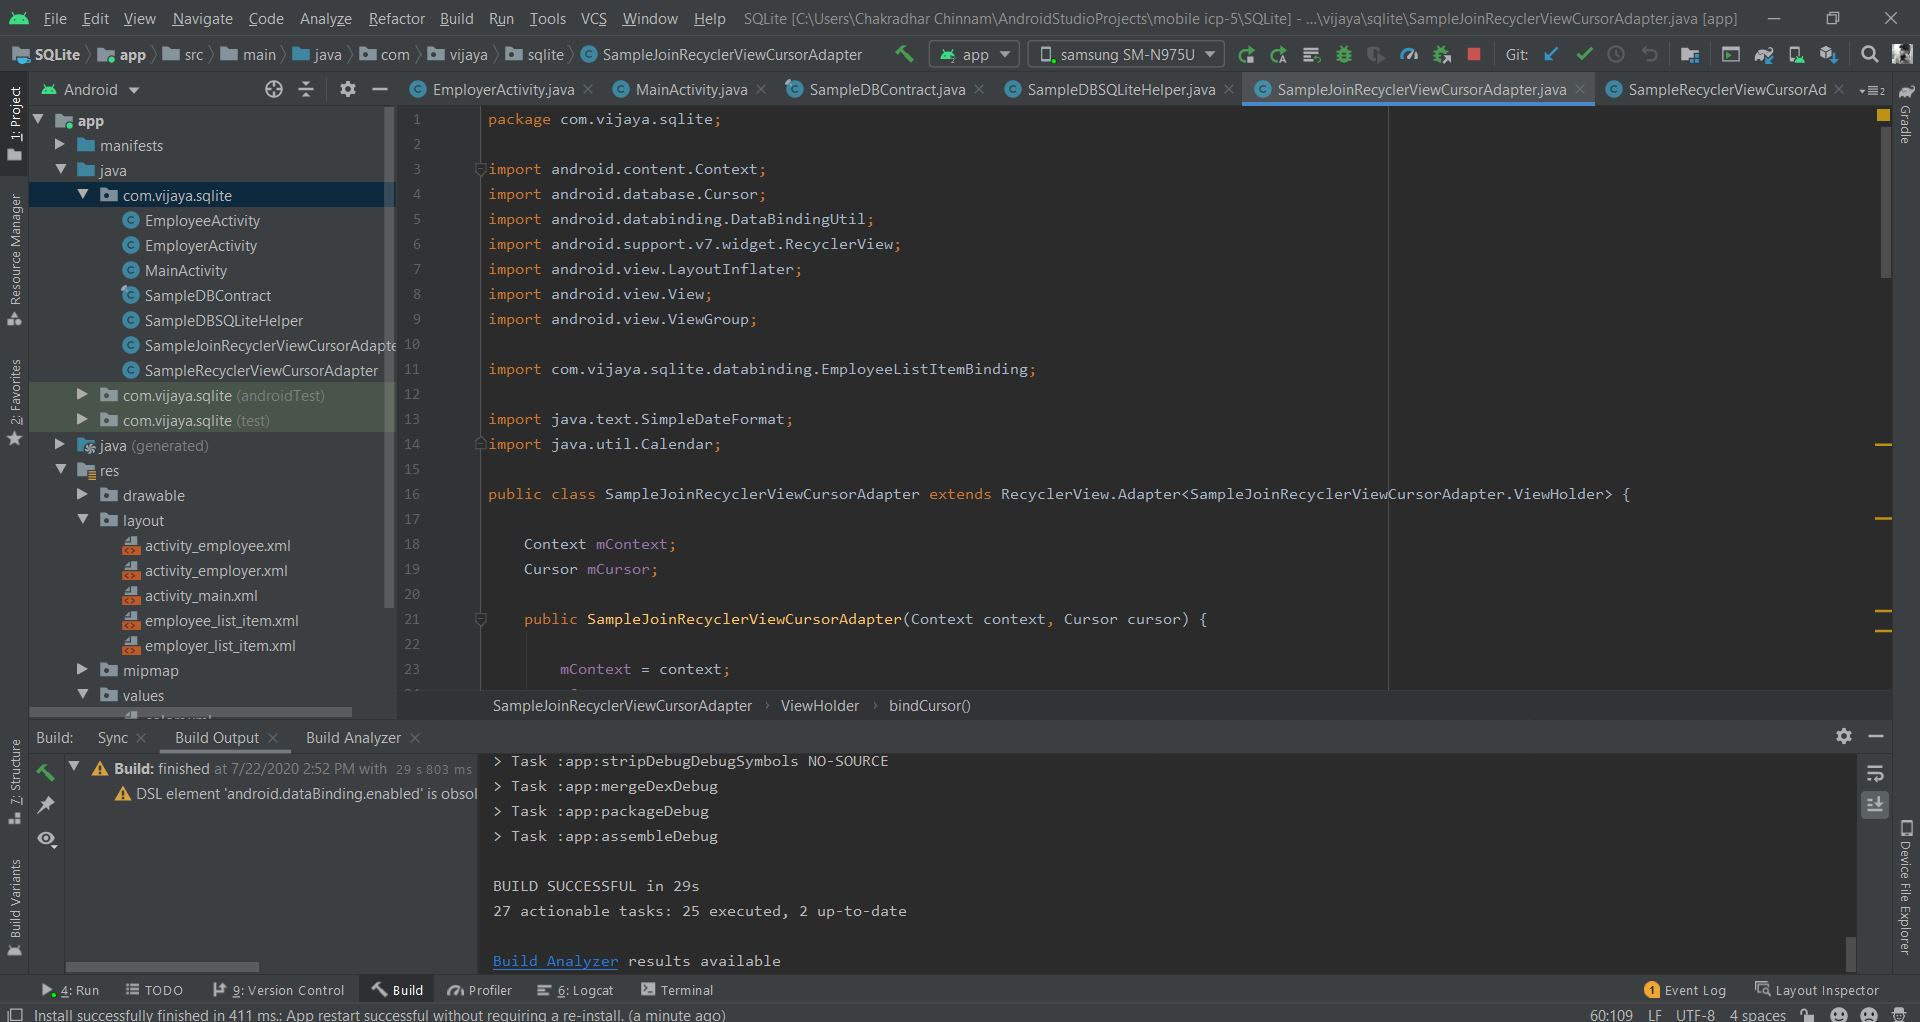 File Edit View Navigate Code Analyze Refactor Build Run Tools VCS Window Help SQLite [C:\Users\Chakradhar Chinnam\AndroidStudioProjects\mobile icp-5\SQLite] - ...\vijaya\sqlite\SampleJoinRecyclerViewCursorAdapter.java [app]
SQLite app src main java com vijaya sqlite SampleJoinRecyclerViewCursorAdapter app samsung SM-N975U Git:
Android EmployerActivity.java MainActivity.java SampleDBContract.java SampleDBSQLiteHelper.java SampleJoinRecyclerViewCursorAdapter.java SampleRecyclerViewCursorAd 2
1: Project
Resource Manager
2: Favorites
7: Structure
Build Variants
app
manifests
java
com.vijaya.sqlite
EmployeeActivity
EmployerActivity
MainActivity
SampleDBContract
SampleDBSQLiteHelper
SampleJoinRecyclerViewCursorAdapte
SampleRecyclerViewCursorAdapter
com.vijaya.sqlite (androidTest)
com.vijaya.sqlite (test)
java (generated)
res
drawable
layout
activity_employee.xml
activity_employer.xml
activity_main.xml
employee_list_item.xml
employer_list_item.xml
mipmap
values
1 package com.vijaya.sqlite;
2
3 import android.content.Context;
4 import android.database.Cursor;
5 import android.databinding.DataBindingUtil;
6 import android.support.v7.widget.RecyclerView;
7 import android.view.LayoutInflater;
8 import android.view.View;
9 import android.view.ViewGroup;
10
11 import com.vijaya.sqlite.databinding.EmployeeListItemBinding;
12
13 import java.text.SimpleDateFormat;
14 import java.util.Calendar;
15
16 public class SampleJoinRecyclerViewCursorAdapter extends RecyclerView.Adapter<SampleJoinRecyclerViewCursorAdapter.ViewHolder> {
17
18 Context mContext;
19 Cursor mCursor;
20
21 public SampleJoinRecyclerViewCursorAdapter(Context context, Cursor cursor) {
22
23 mContext = context;
SampleJoinRecyclerViewCursorAdapter › ViewHolder › bindCursor()
Gradle
Device File Explorer
Build: Sync Build Output Build Analyzer
Build: finished at 7/22/2020 2:52 PM with 29 s 803 ms
DSL element 'android.dataBinding.enabled' is obsol
> Task :app:stripDebugDebugSymbols NO-SOURCE
> Task :app:mergeDexDebug
> Task :app:packageDebug
> Task :app:assembleDebug
BUILD SUCCESSFUL in 29s
27 actionable tasks: 25 executed, 2 up-to-date
Build Analyzer results available
4: Run TODO 9: Version Control Build Profiler 6: Logcat Terminal 1 Event Log Layout Inspector
Install successfully finished in 411 ms.: App restart successful without requiring a re-install. (a minute ago) 60:109 LF UTF-8 4 spaces